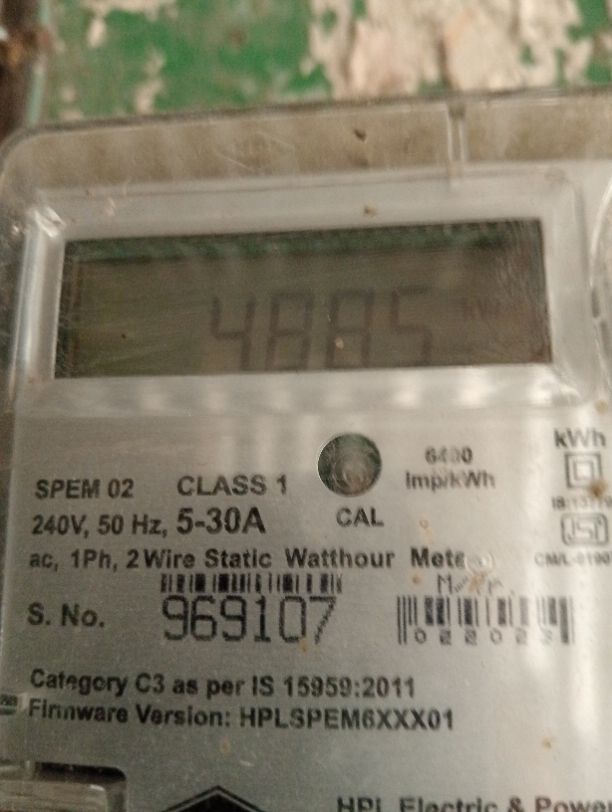 4885
kWh
SPEM 02 CLASS 1
6400
Imp/kWh
240V, 50 Hz, 5-30A
CAL
ac, 1Ph, 2 Wire Static Watthour
S. No. 969107
Category C3 as per IS 15959:2011
Firmware Version: HPLSPEM6XXX01
HPL Electric & Power